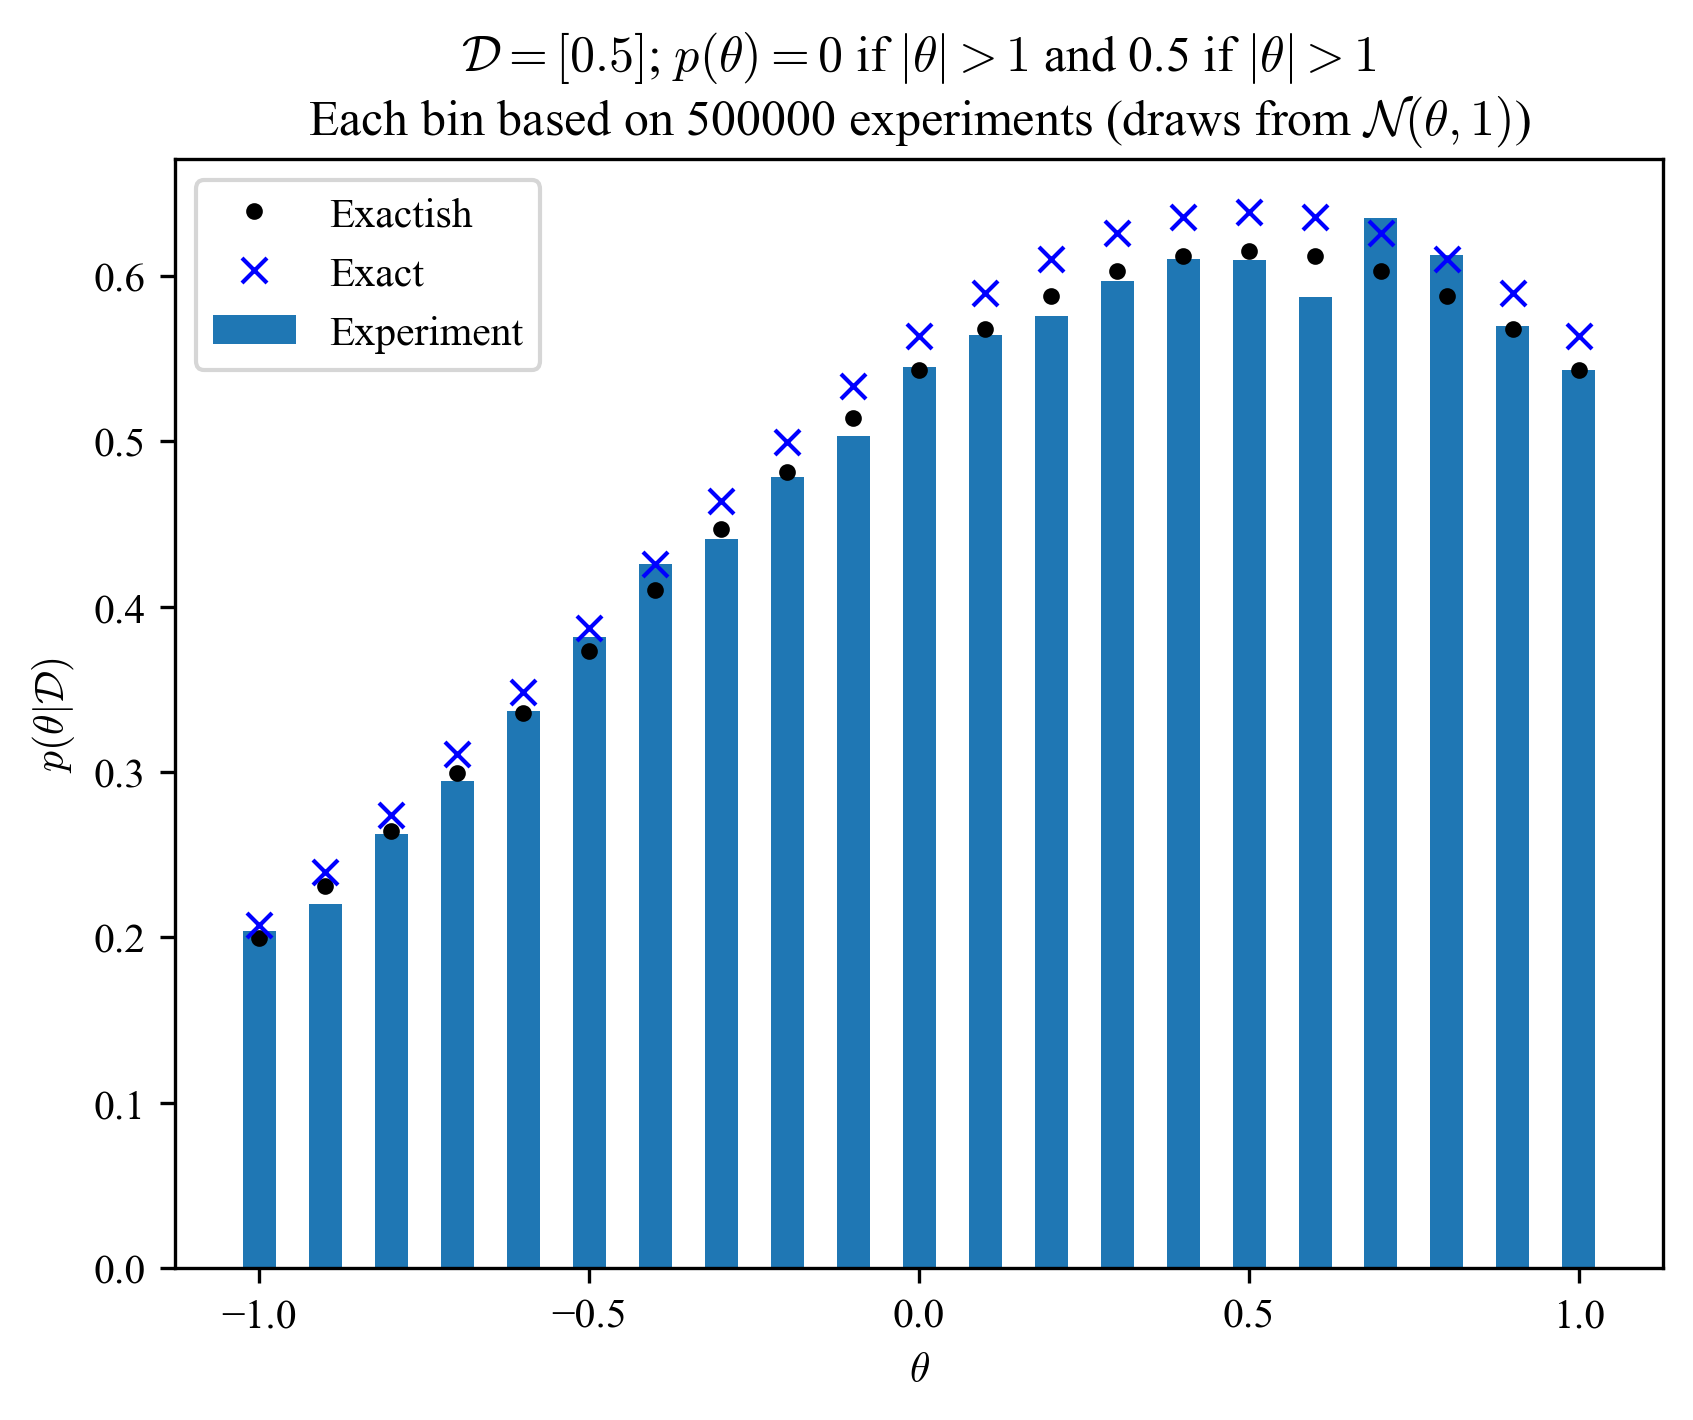 𝒟 = [0.5]; p(θ) = 0 if |θ| > 1 and 0.5 if |θ| > 1
Each bin based on 500000 experiments (draws from 𝒩(θ, 1))
Exactish
Exact
Experiment
p(θ|𝒟)
0.6
0.5
0.4
0.3
0.2
0.1
0.0
−1.0
−0.5
0.0
0.5
1.0
θ